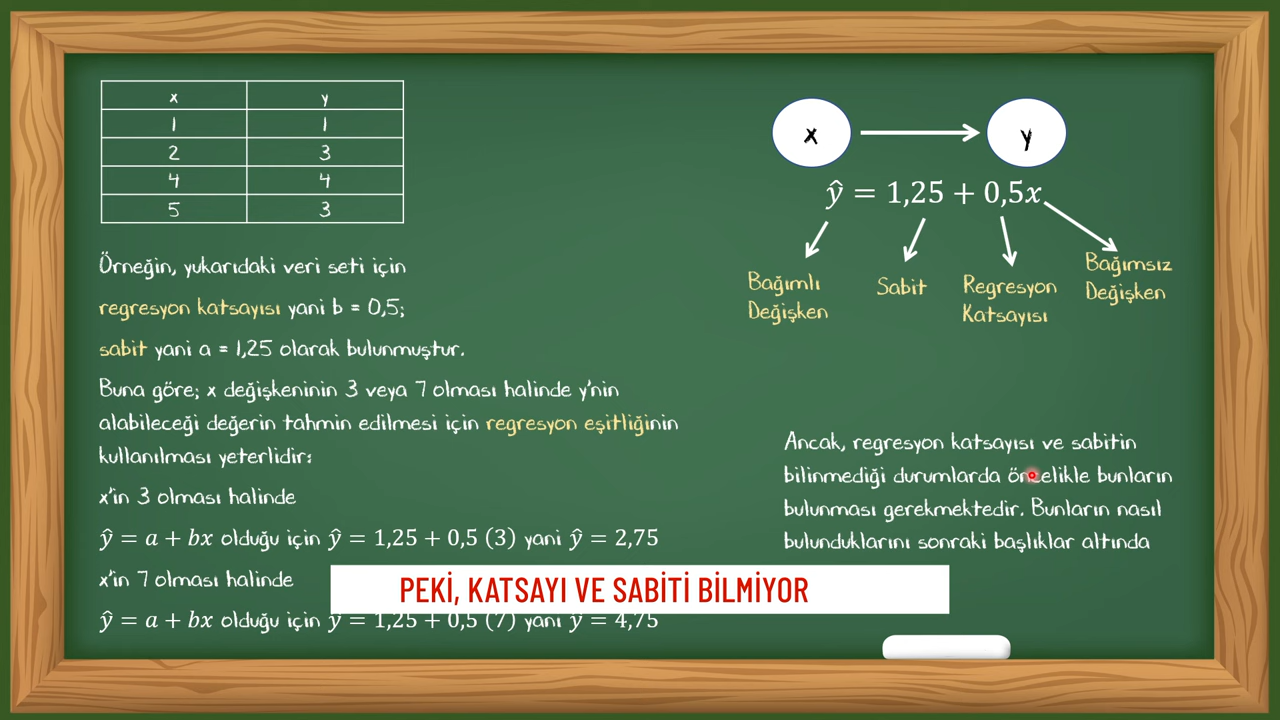 x y
1 1
2 3
4 4
5 3
Örneğin, yukarıdaki veri seti için
regresyon katsayısı yani b = 0,5;
sabit yani a = 1,25 olarak bulunmuştur.
Buna göre; x değişkeninin 3 veya 7 olması halinde y'nin
alabileceği değerin tahmin edilmesi için regresyon eşitliğinin
kullanılması yeterlidir:
x'in 3 olması halinde
ŷ = a + bx olduğu için ŷ = 1,25 + 0,5 (3) yani ŷ = 2,75
x'in 7 olması halinde
ŷ = a + bx olduğu için ŷ = 1,25 + 0,5 (7) yani ŷ = 4,75
x y
ŷ = 1,25 + 0,5x
Bağımlı
Değişken
Sabit
Regresyon
Katsayısı
Bağımsız
Değişken
Ancak, regresyon katsayısı ve sabitin
bilinmediği durumlarda öncelikle bunların
bulunması gerekmektedir. Bunların nasıl
bulunduklarını sonraki başlıklar altında
PEKİ, KATSAYI VE SABİTİ BİLMİYOR